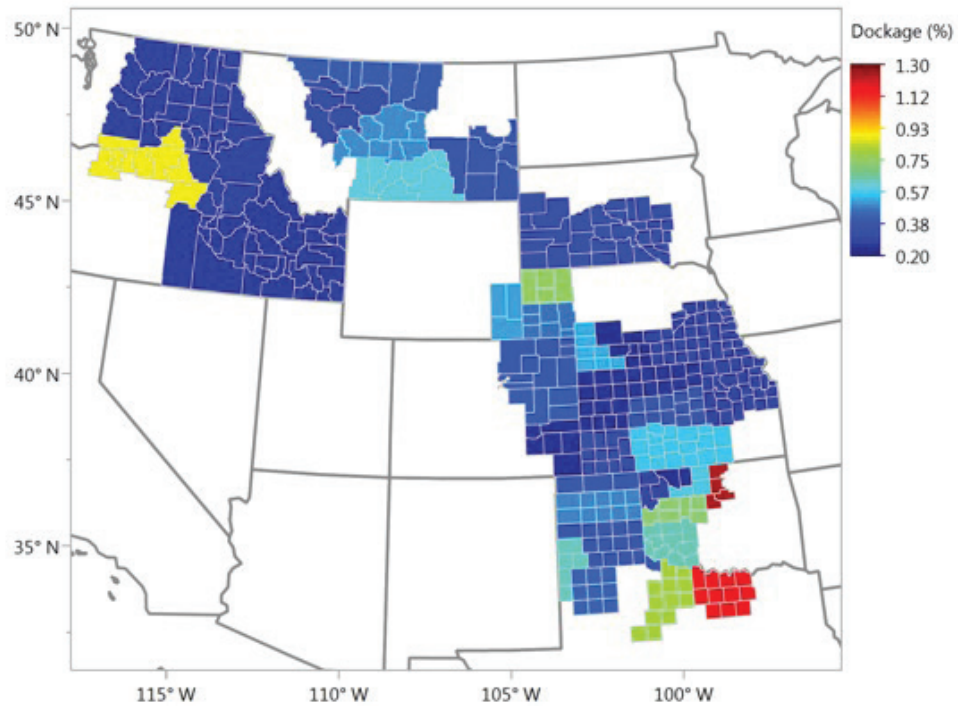 50° N
45° N
40° N
35° N
115° W
110° W
105° W
100° W
Dockage (%)
1.30
1.12
0.93
0.75
0.57
0.38
0.20